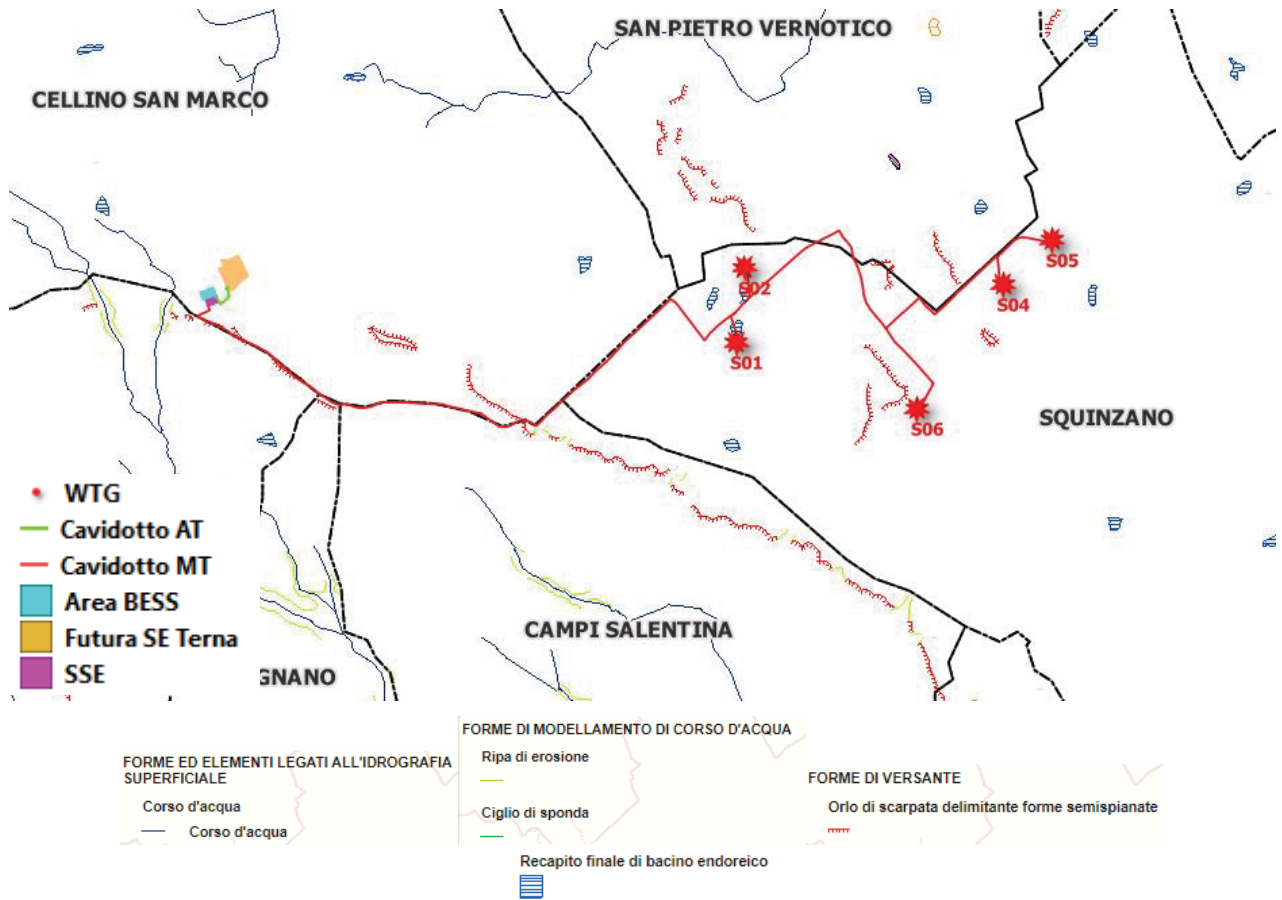 SAN PIETRO VERNOTICO
CELLINO SAN MARCO
S05
S02
S04
S01
SQUINZANO
S06
WTG
Cavidotto AT
Cavidotto MT
Area BESS
CAMPI SALENTINA
Futura SE Terna
SSE
GNANO
FORME DI MODELLAMENTO DI CORSO D'ACQUA
FORME ED ELEMENTI LEGATI ALL'IDROGRAFIA
SUPERFICIALE
Ripa di erosione
FORME DI VERSANTE
Corso d'acqua
Ciglio di sponda
Orlo di scarpata delimitante forme semispianate
Corso d'acqua
Recapito finale di bacino endoreico